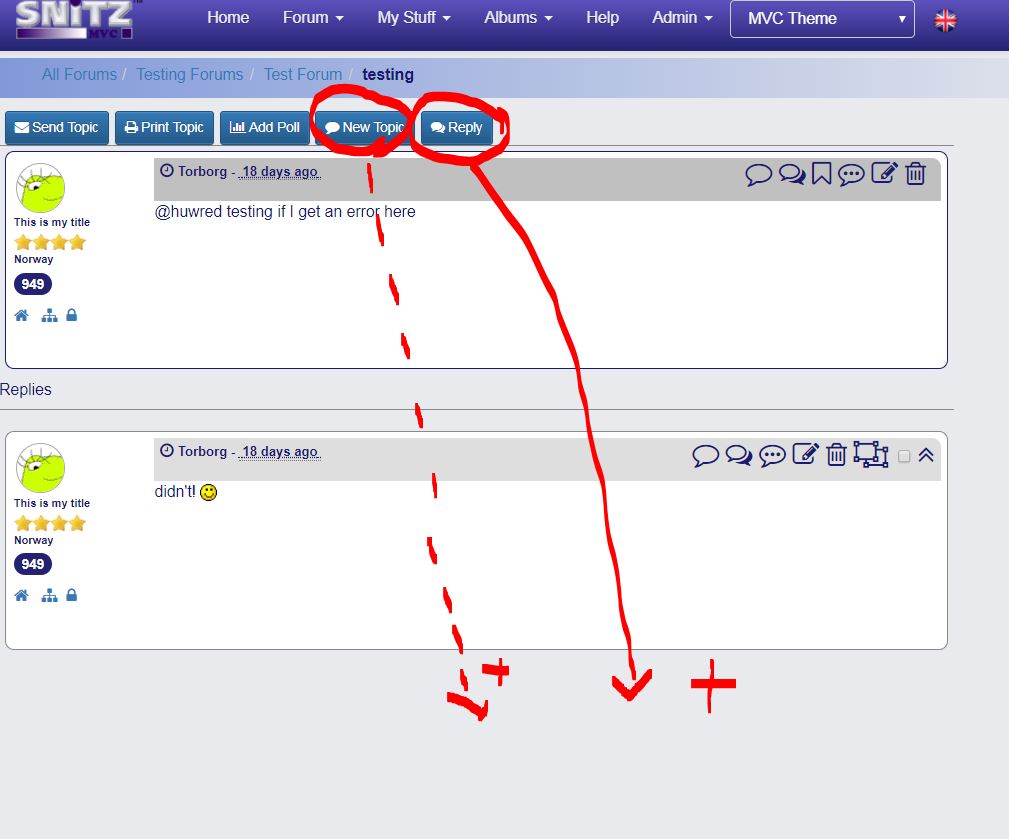 SNiTZ™
MVC
Home Forum My Stuff Albums Help Admin MVC Theme
All Forums / Testing Forums / Test Forum / testing
Send Topic Print Topic Add Poll New Topic Reply
Torborg - 18 days ago
This is my title
Norway
949
@huwred testing if I get an error here
Replies
Torborg - 18 days ago
This is my title
Norway
949
didn't!